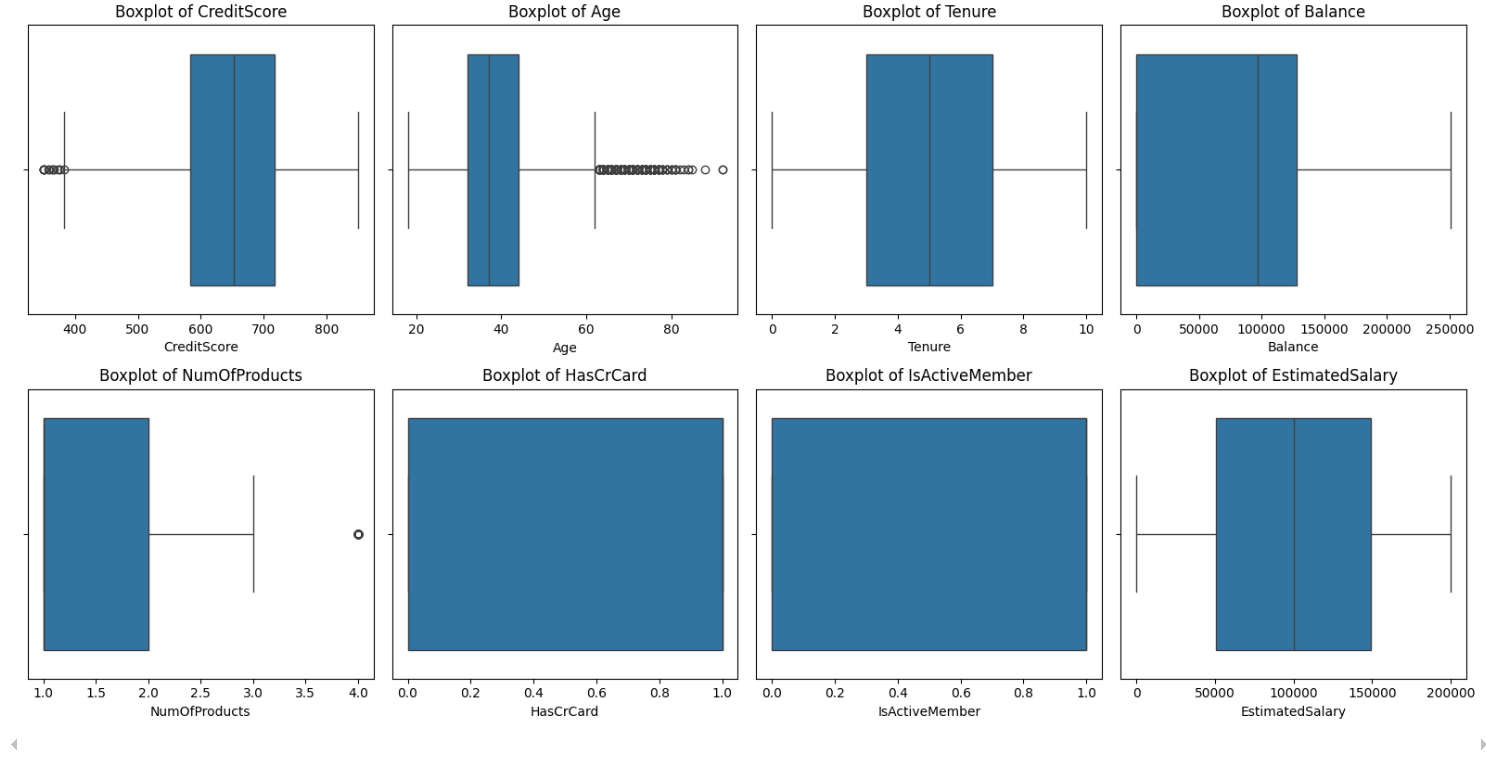 Boxplot of CreditScore
Boxplot of Age
Boxplot of Tenure
Boxplot of Balance
400 500 600 700 800
20 40 60 80
0 2 4 6 8 10
0 50000 100000 150000 200000 250000
CreditScore
Age
Tenure
Balance
Boxplot of NumOfProducts
Boxplot of HasCrCard
Boxplot of IsActiveMember
Boxplot of EstimatedSalary
1.0 1.5 2.0 2.5 3.0 3.5 4.0
0.0 0.2 0.4 0.6 0.8 1.0
0.0 0.2 0.4 0.6 0.8 1.0
0 50000 100000 150000 200000
NumOfProducts
HasCrCard
IsActiveMember
EstimatedSalary